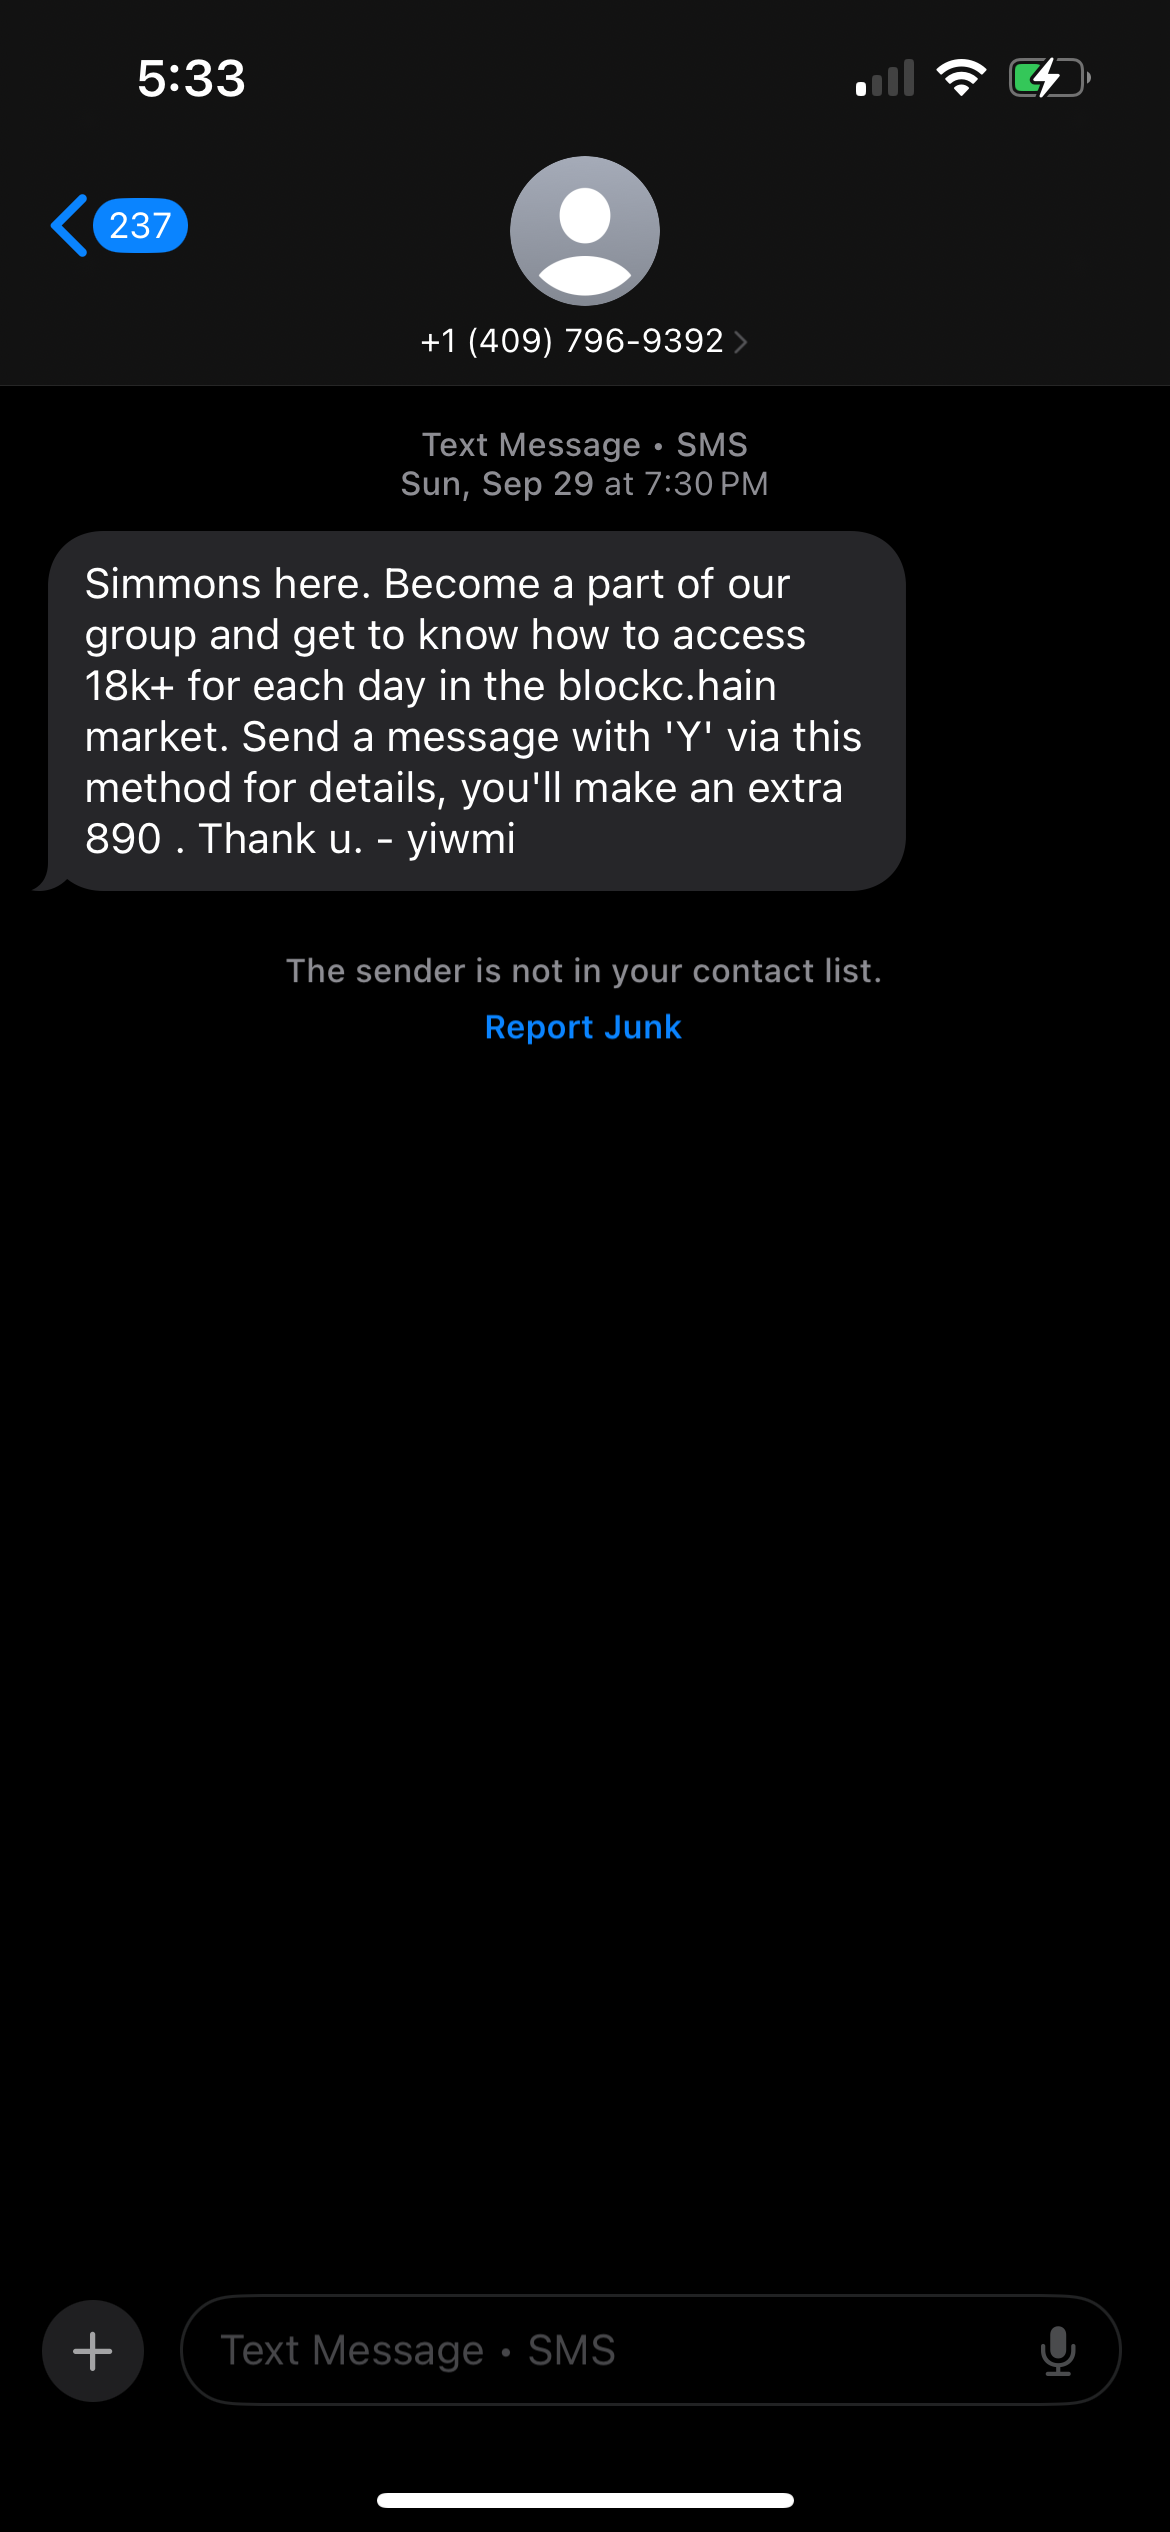 5:33
237
+1 (409) 796-9392
Text Message • SMS
Sun, Sep 29 at 7:30 PM
Simmons here. Become a part of our
group and get to know how to access
18k+ for each day in the blockc.hain
market. Send a message with 'Y' via this
method for details, you'll make an extra
890 . Thank u. - yiwmi
The sender is not in your contact list.
Report Junk
Text Message • SMS